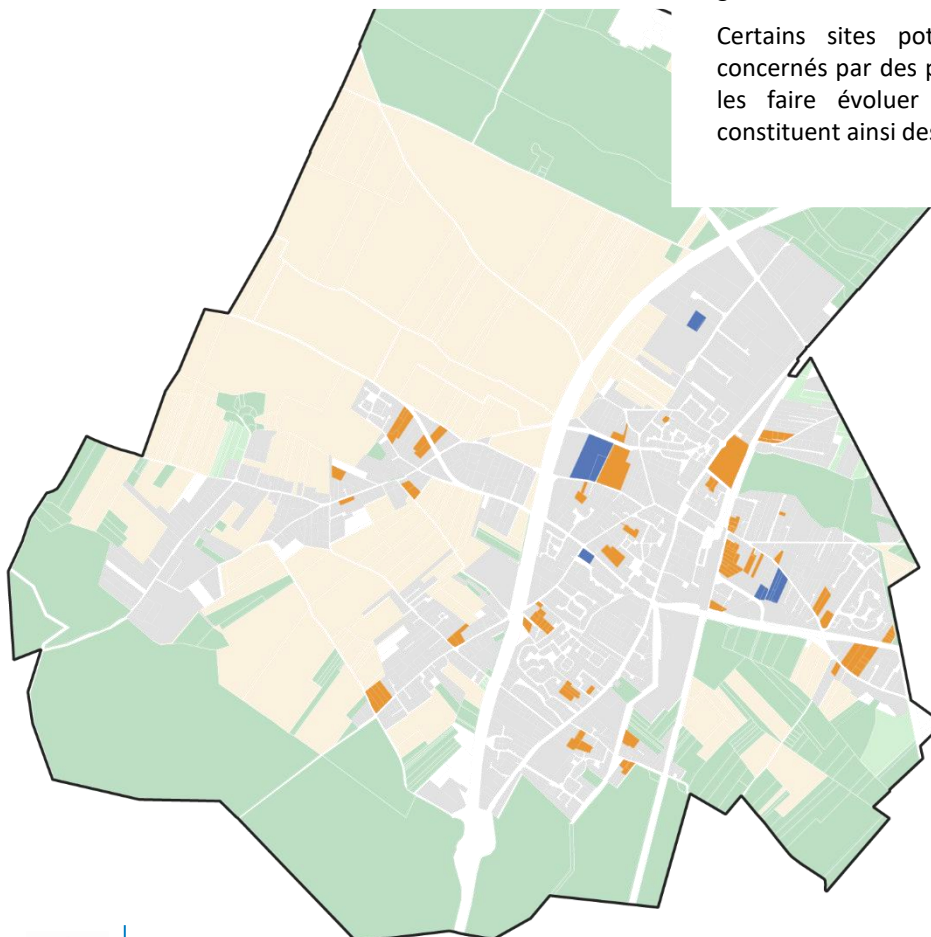 Certains sites pot
concernés par des p
les faire évoluer
constituent ainsi des